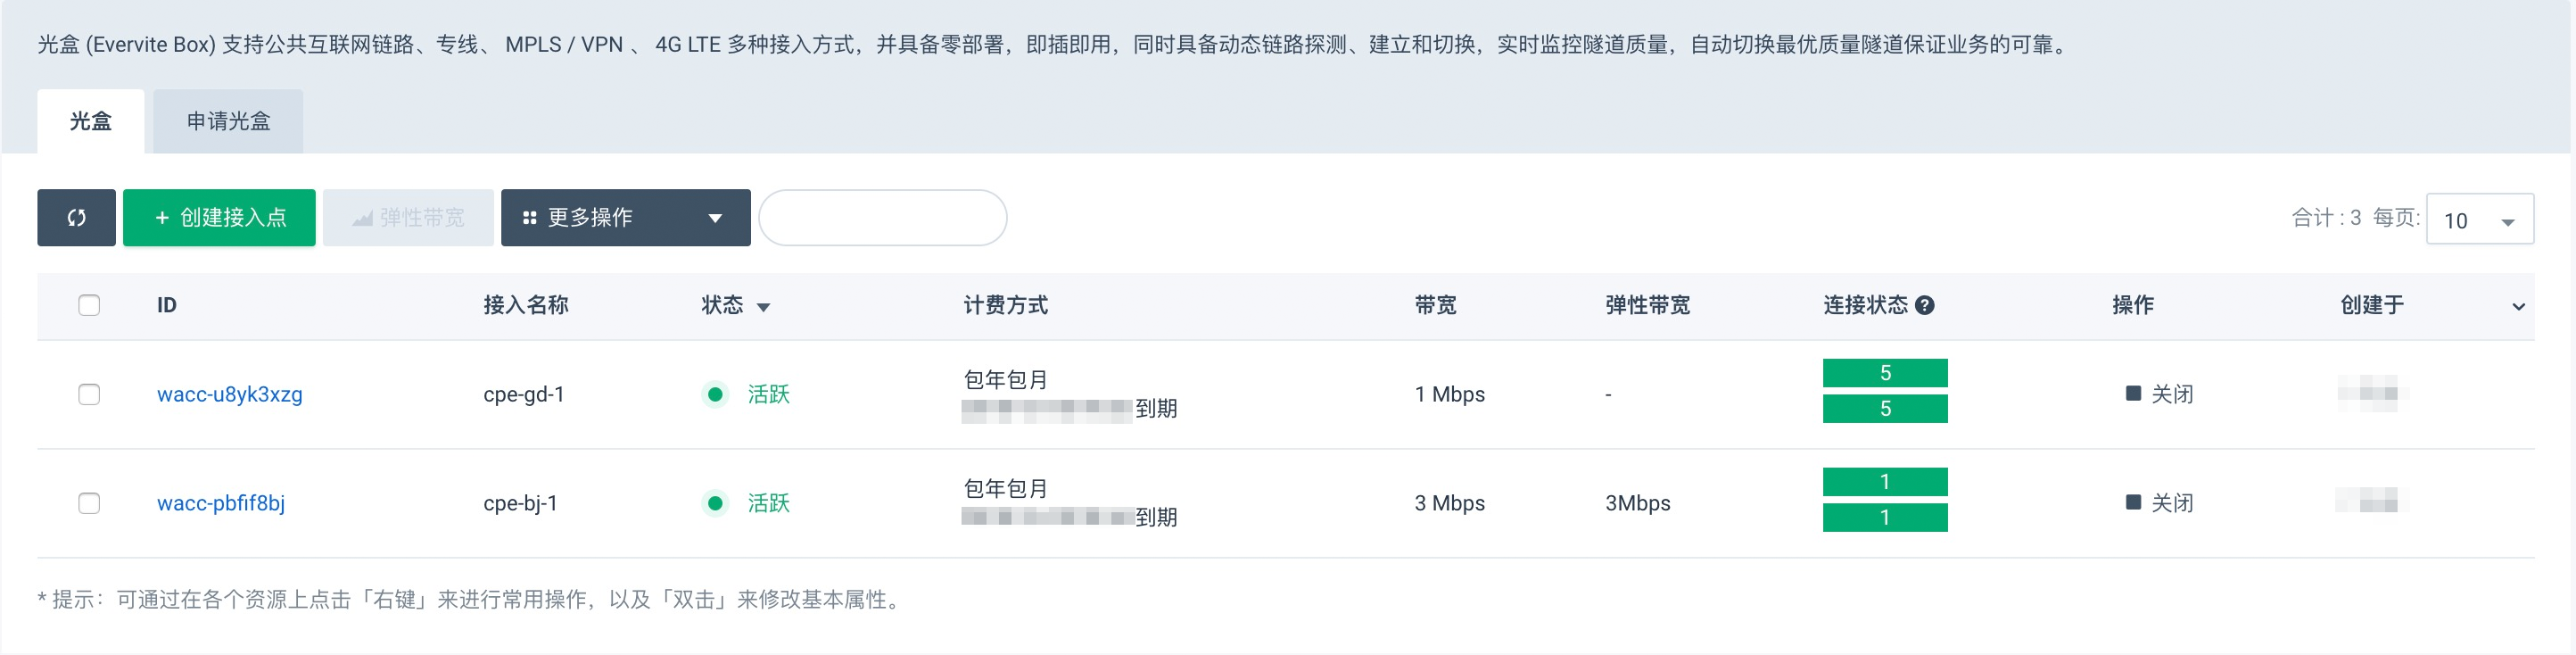 光盒 (Evervite Box) 支持公共互联网链路、专线、 MPLS / VPN 、 4G LTE 多种接入方式，并具备零部署，即插即用，同时具备动态链路探测、建立和切换，实时监控隧道质量，自动切换最优质量隧道保证业务的可靠。
光盒 申请光盒
+ 创建接入点 弹性带宽 更多操作 合计 : 3 每页: 10
ID 接入名称 状态 计费方式 带宽 弹性带宽 连接状态 ? 操作 创建于
wacc-u8yk3xzg cpe-gd-1 活跃 包年包月 1 Mbps - 5 关闭
到期 5
wacc-pbfif8bj cpe-bj-1 活跃 包年包月 3 Mbps 3Mbps 1 关闭
到期 1
* 提示：可通过在各个资源上点击「右键」来进行常用操作，以及「双击」来修改基本属性。